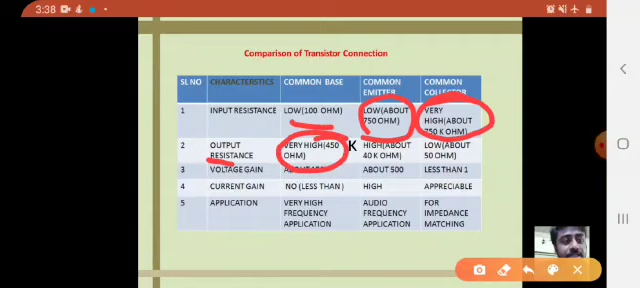 3:38
Comparison of Transistor Connection
SL NO CHARACTERSTICS COMMON BASE COMMON EMITTER COMMON COLLECTOR
1 INPUT RESISTANCE LOW(100 OHM) LOW(ABOUT 750 OHM) VERY HIGH(ABOUT 750 K OHM)
2 OUTPUT RESISTANCE VERY HIGH(450 OHM) K HIGH(ABOUT 40 K OHM) LOW(ABOUT 50 OHM)
3 VOLTAGE GAIN ABOUT ABOUT 500 LESS THAN 1
4 CURRENT GAIN NO (LESS THAN ) HIGH APPRECIABLE
5 APPLICATION VERY HIGH FREQUENCY APPLICATION AUDIO FREQUENCY APPLICATION FOR IMPEDANCE MATCHING